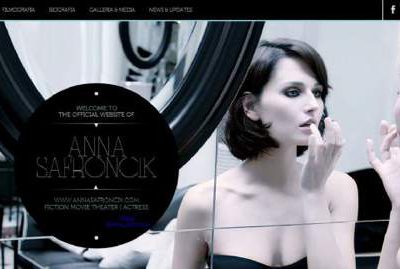 FILMOGRAFIA BIOGRAFIA GALLERIA & MEDIA NEWS & UPDATES
WELCOME TO
THE OFFICIAL WEBSITE OF
ANNA
SAFRONCIK
WWW.ANNASAFRONCIK.COM
FICTION MOVIE THEATER | ACTRESS